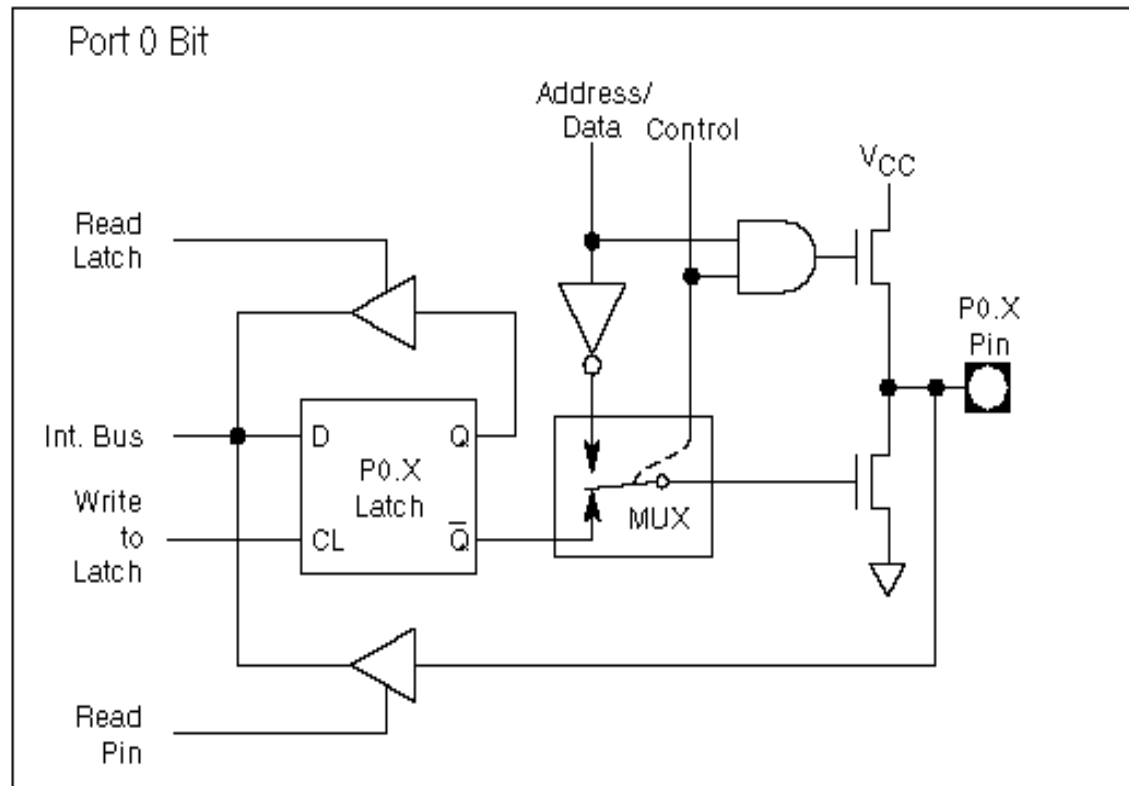 Port 0 Bit
Address/
Data
Control
VCC
Read
Latch
P0.X
Pin
Int. Bus
D
Q
P0.X
Latch
Write
to
Latch
CL
Q̅
MUX
Read
Pin